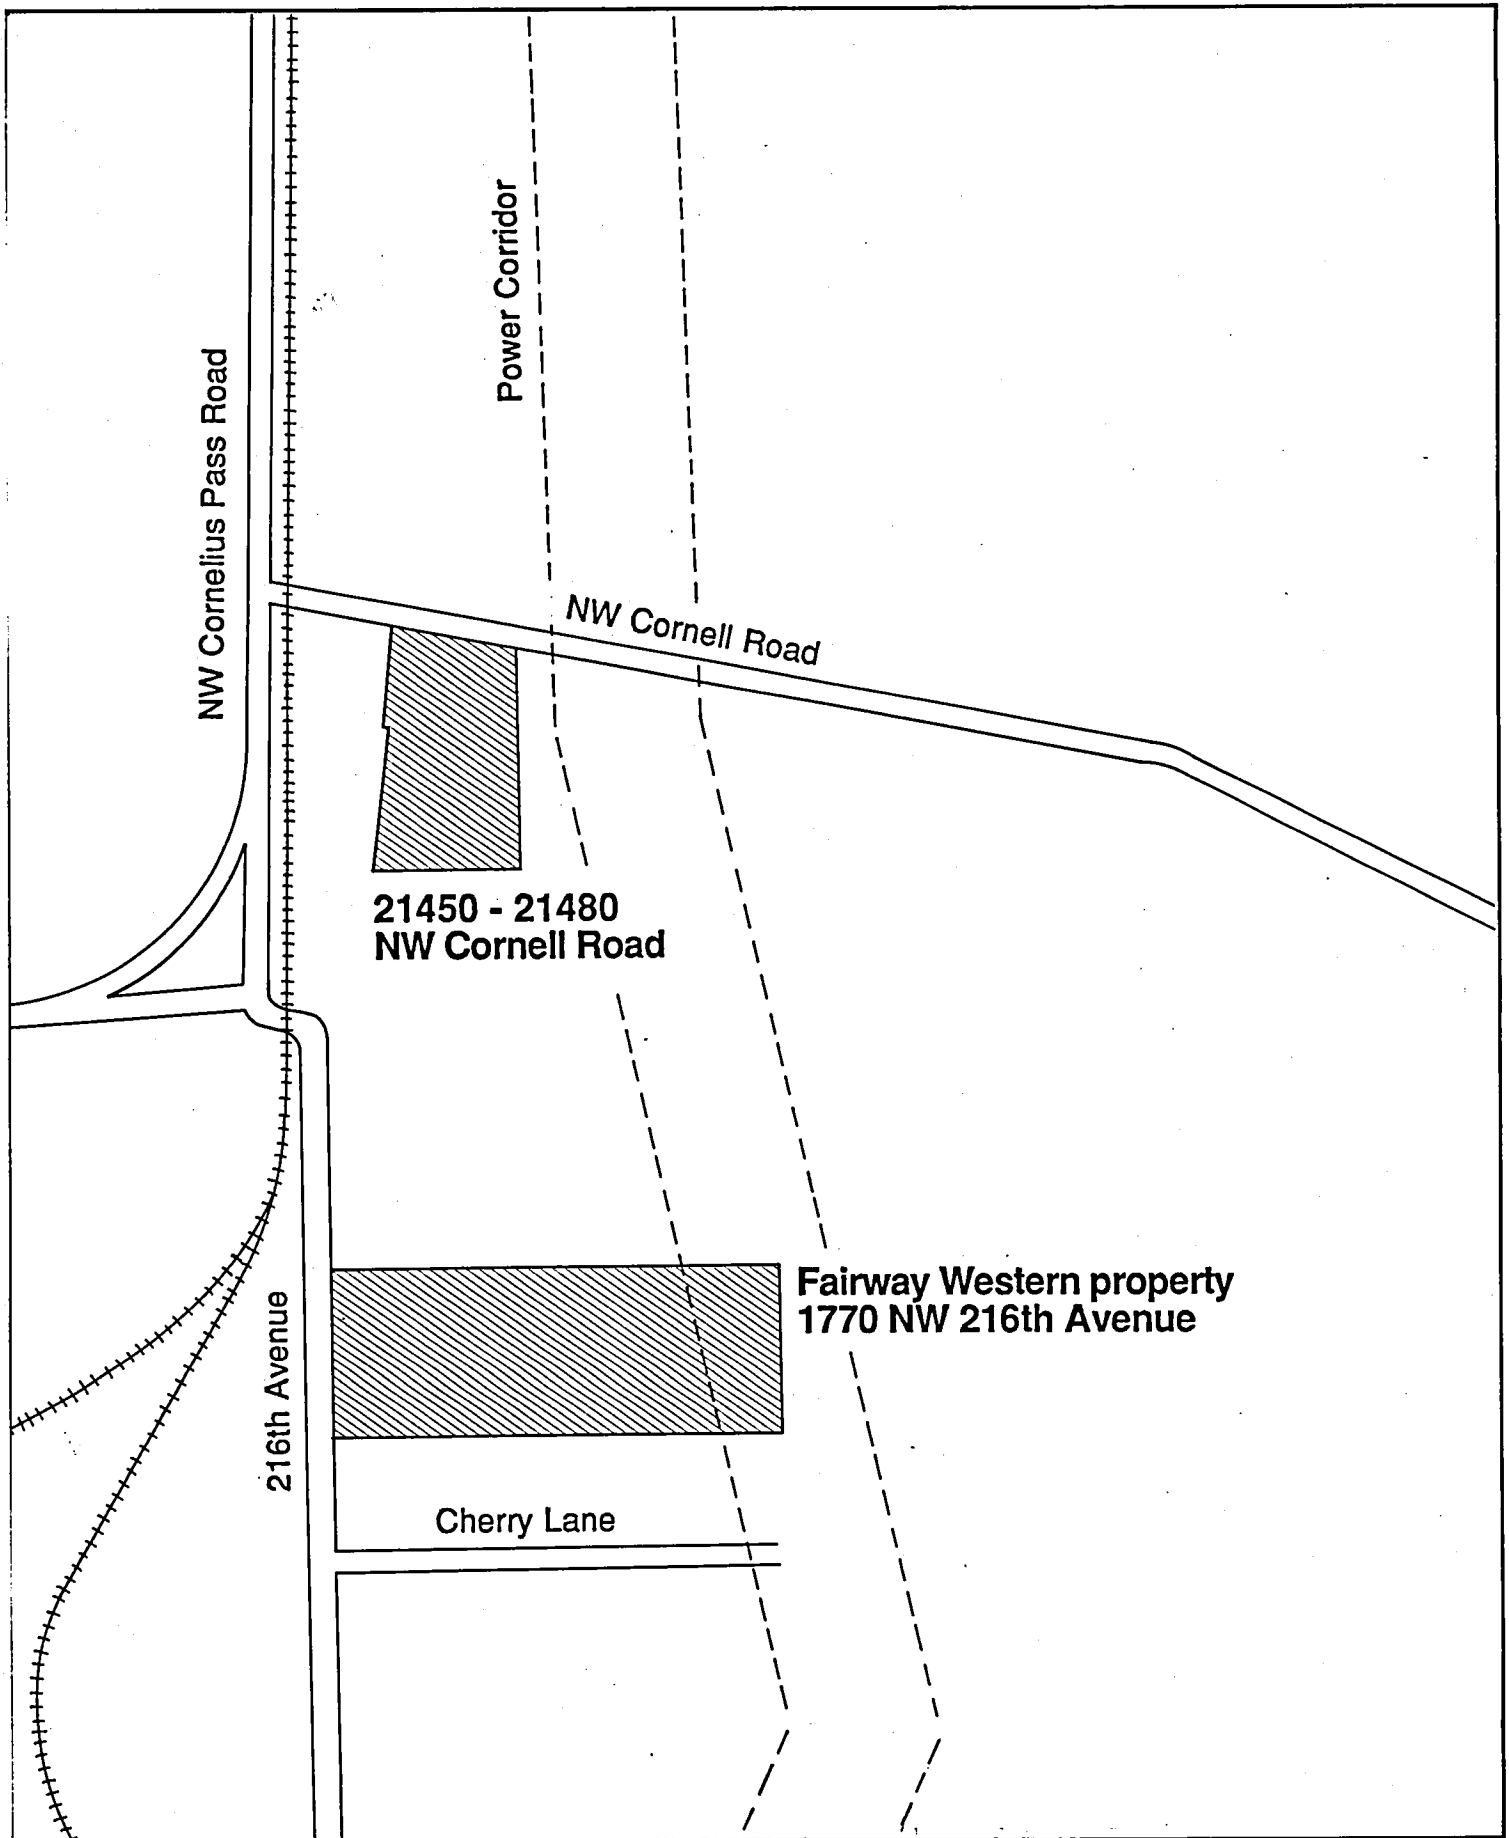 Power Corridor
NW Cornelius Pass Road
NW Cornell Road
21450 - 21480
NW Cornell Road
Fairway Western property
1770 NW 216th Avenue
216th Avenue
Cherry Lane